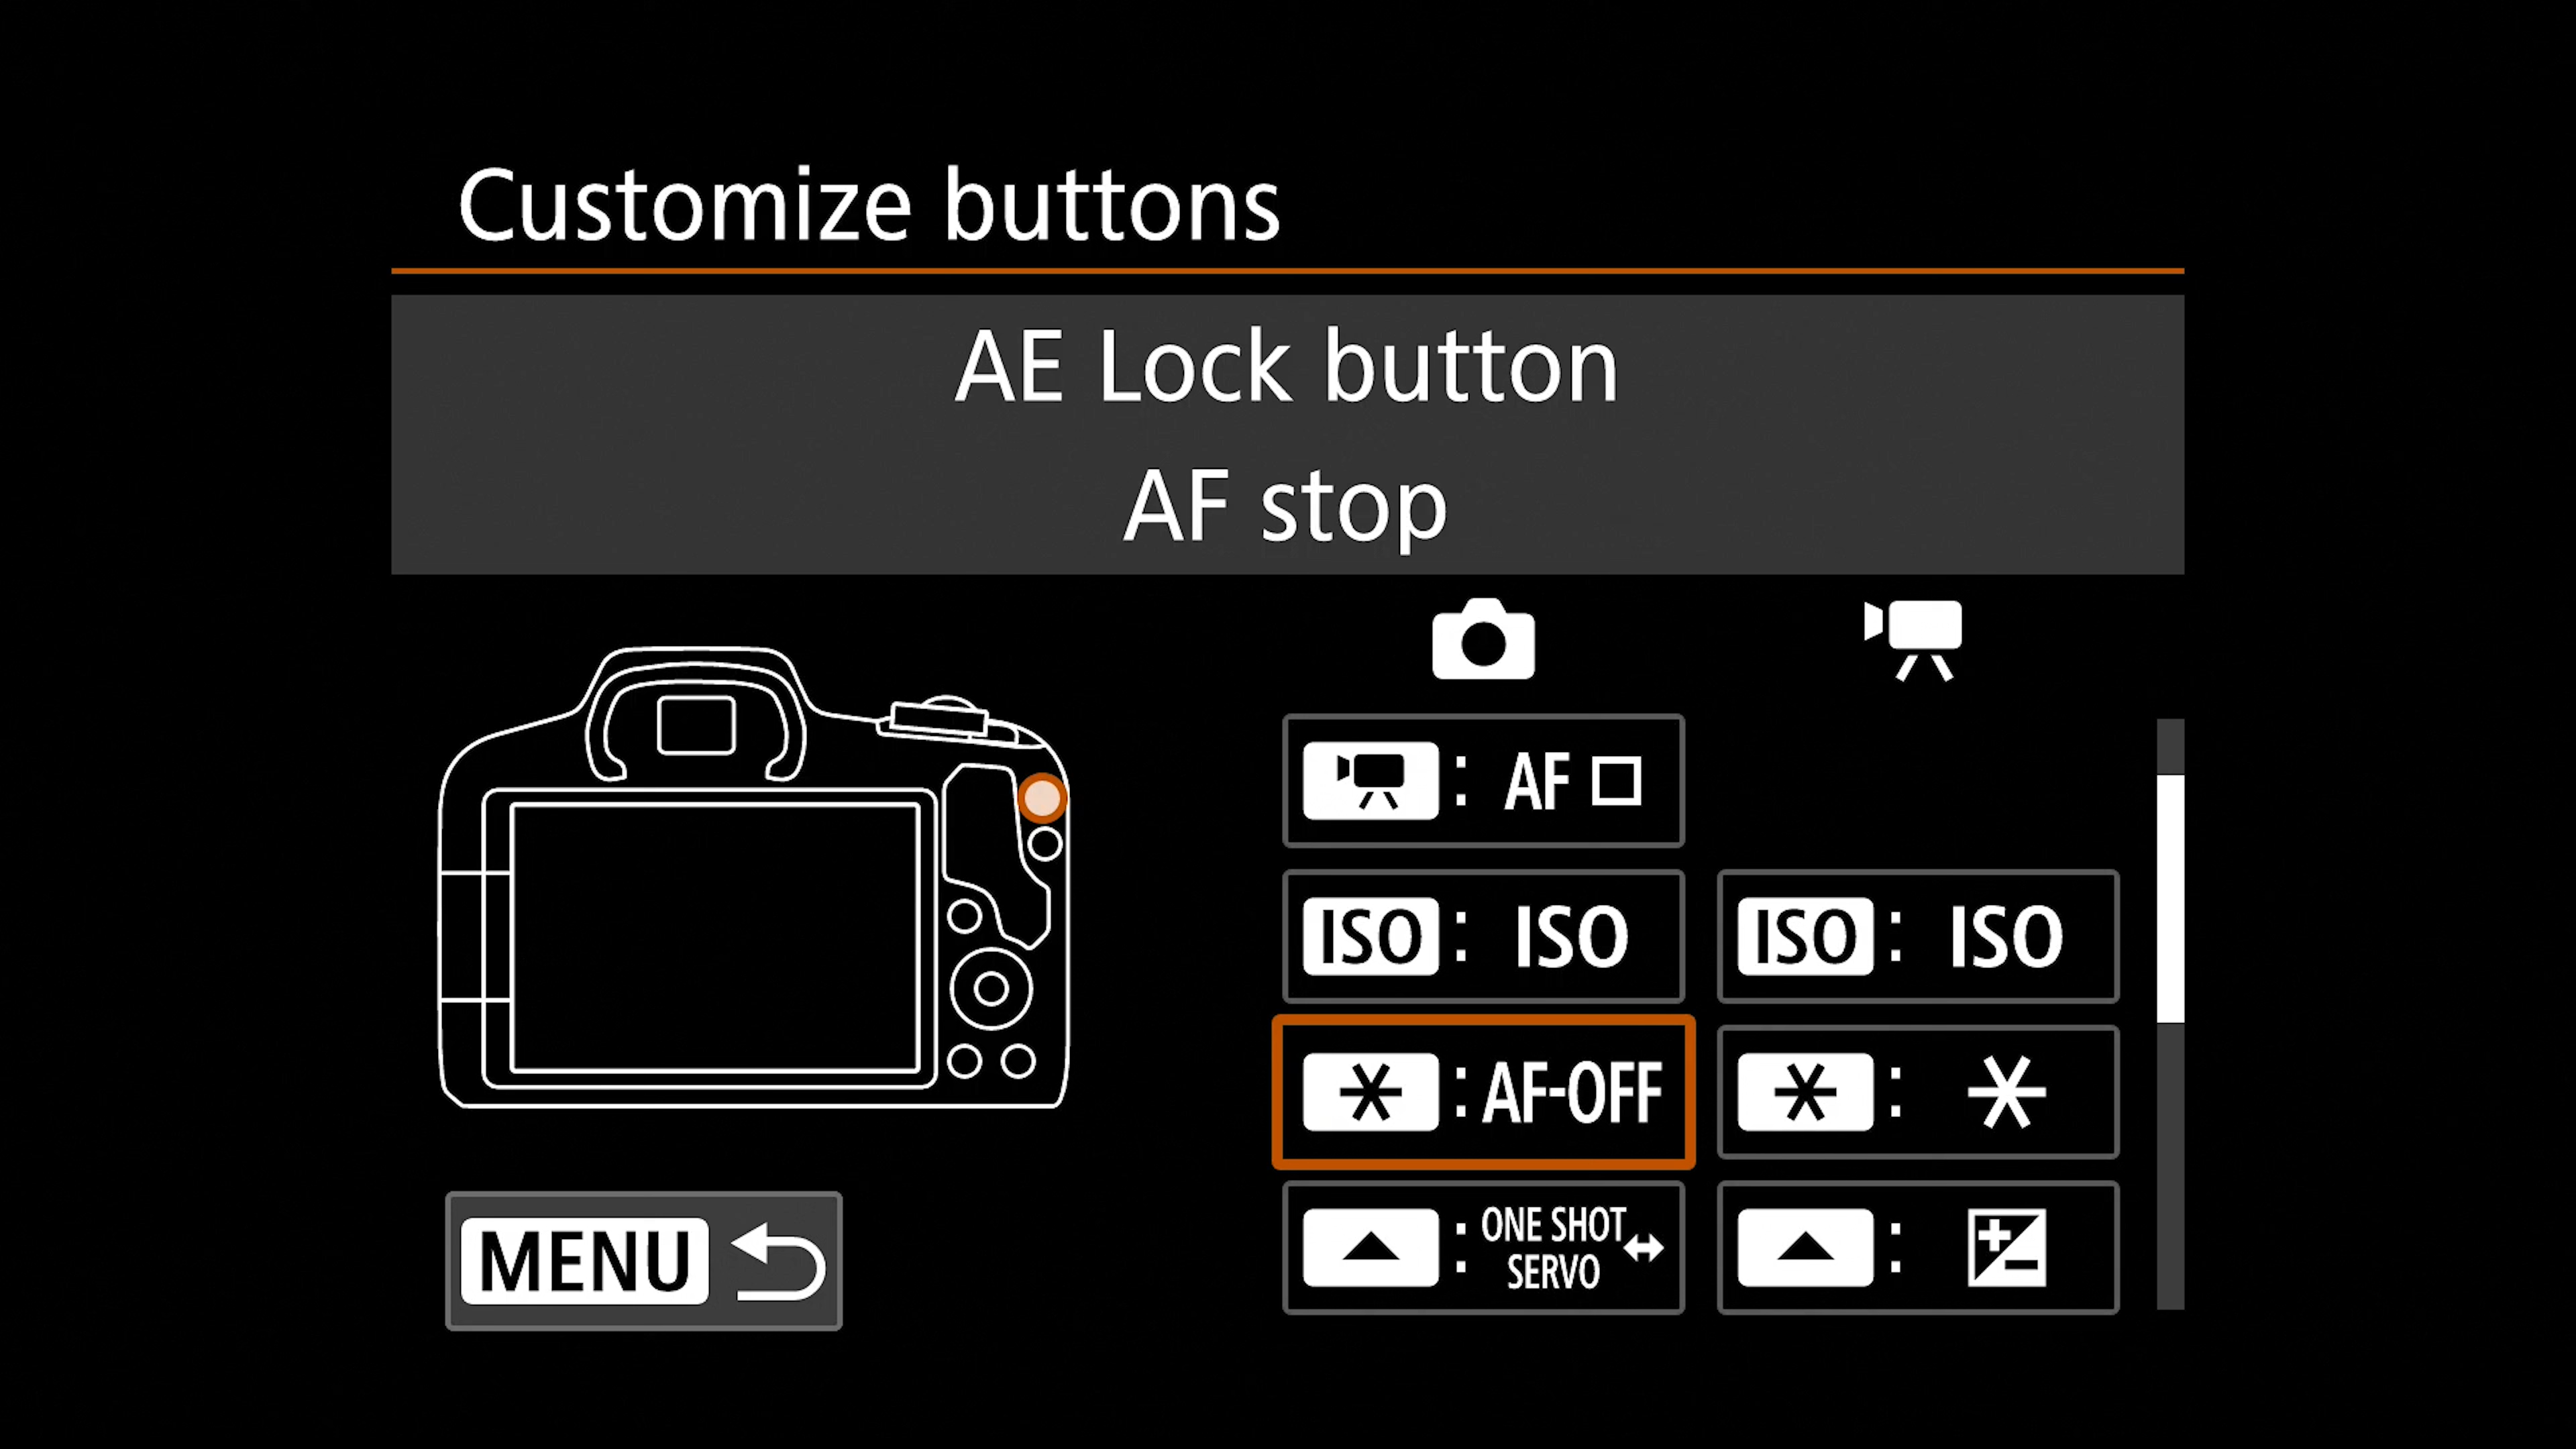 Customize buttons
AE Lock button
AF stop
: AF
ISO : ISO
ISO : ISO
* : AF-OFF
* : *
: ONE SHOT
SERVO
:
MENU